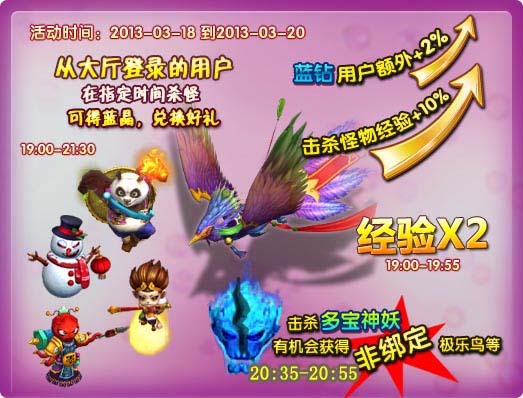 活动时间：2013-03-18 到2013-03-20
从大厅登录的用户
在指定时间杀怪
可得蓝晶，兑换好礼
19:00-21:30
蓝钻用户额外+2%
击杀怪物经验+10%
经验X2
19:00-19:55
击杀 多宝神妖
有机会获得 非绑定 极乐鸟等
20:35-20:55